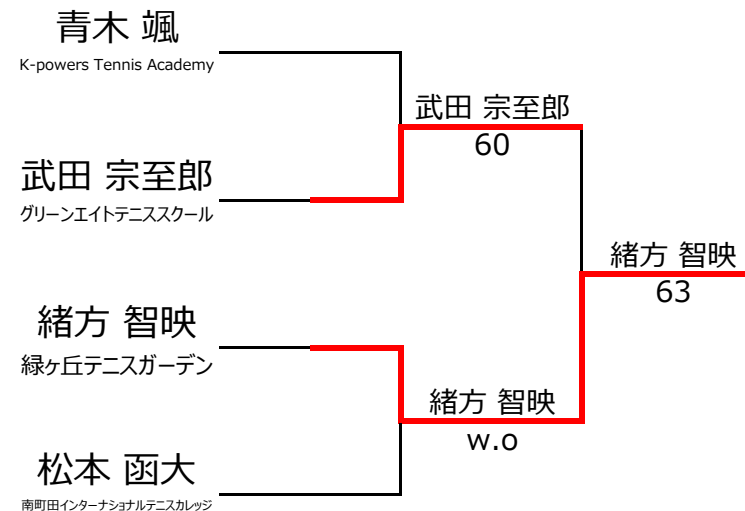 青木 颯
K-powers Tennis Academy
武田 宗至郎
60
武田 宗至郎
グリーンエイトテニススクール
緒方 智映
63
緒方 智映
緑ヶ丘テニスガーデン
緒方 智映
w.o
松本 函大
南町田インターナショナルテニスカレッジ